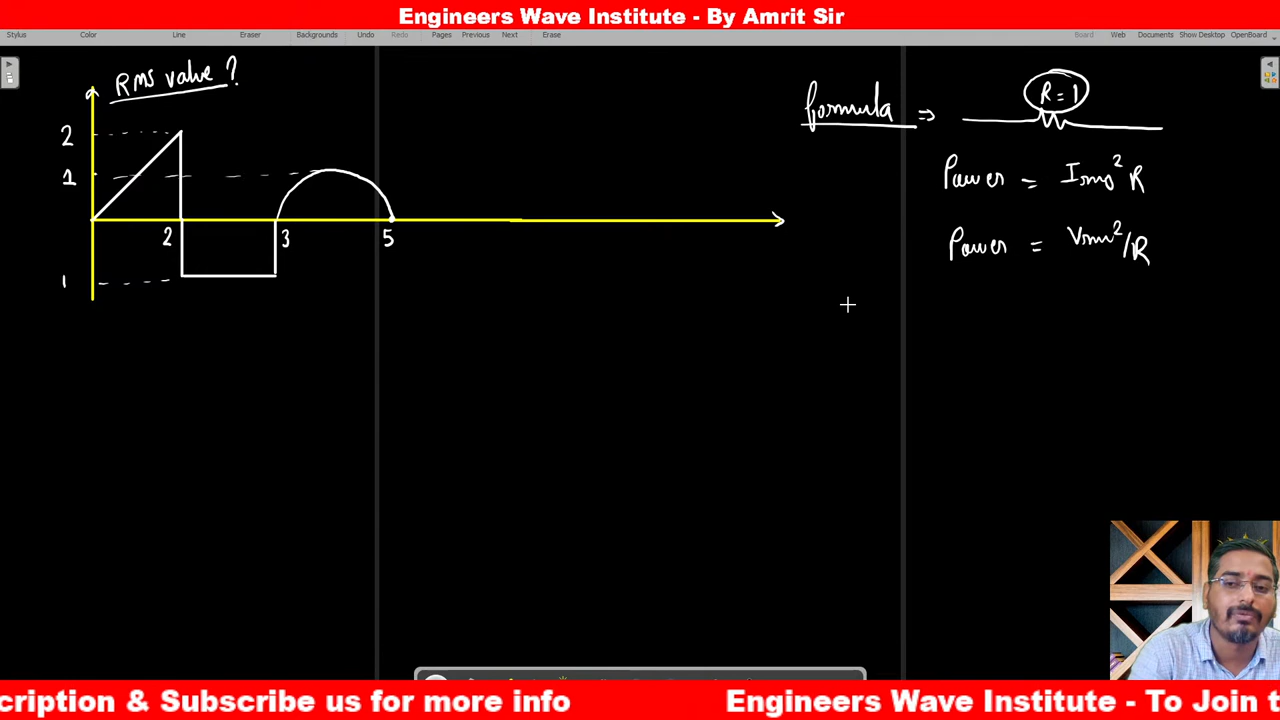 Engineers Wave Institute - By Amrit Sir
Stylus Color Line Eraser Backgrounds Undo Redo Pages Previous Next Erase Board Web Documents Show Desktop OpenBoard
RMS value ?
2
1
2 3 5
1
formula ⇒ R = 1
Power = Irms² R
Power = Vrms²/R
scription & Subscribe us for more info Engineers Wave Institute - To Join t